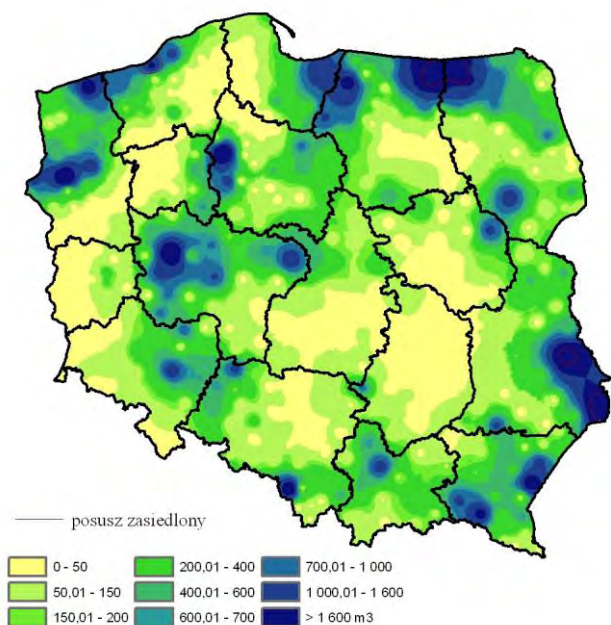 posusz zasiedlony
0 - 50
200,01 - 400
700,01 - 1 000
50,01 - 150
400,01 - 600
1 000,01 - 1 600
150,01 - 200
600,01 - 700
> 1 600 m3